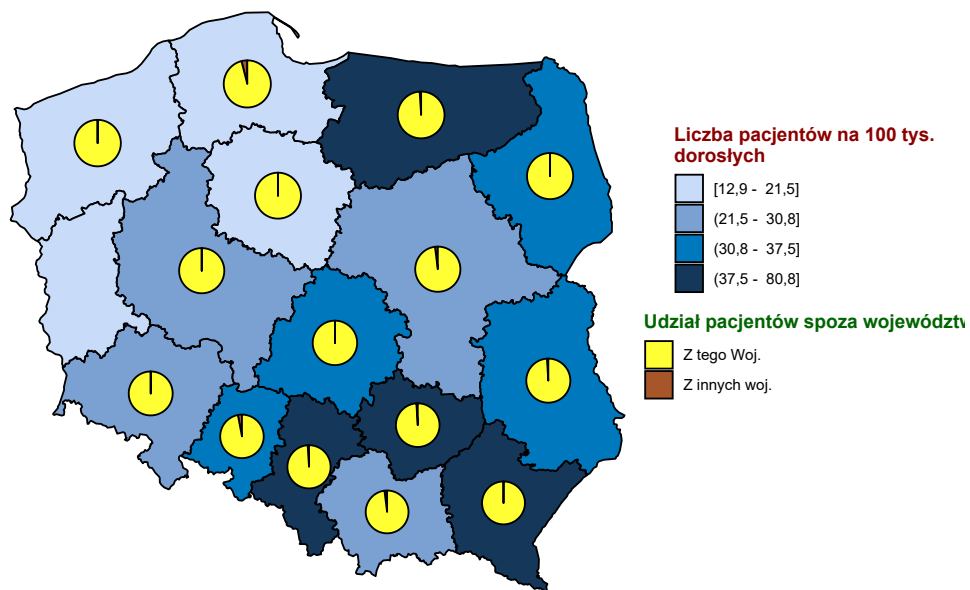 Liczba pacjentów na 100 tys.
dorosłych
[12,9 - 21,5]
(21,5 - 30,8]
(30,8 - 37,5]
(37,5 - 80,8]
Udział pacjentów spoza województw
Z tego Woj.
Z innych woj.